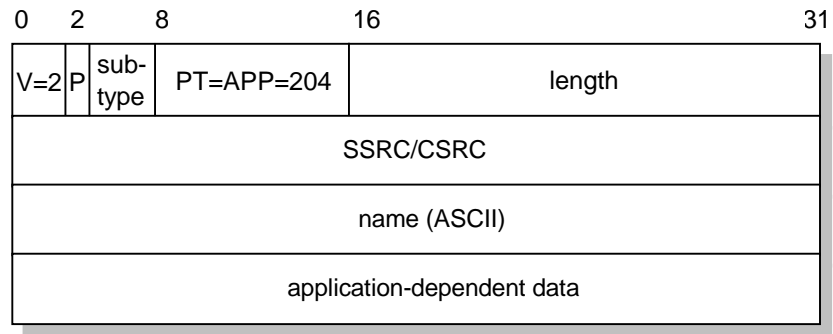 0 2 8 16 31
V=2 P sub- PT=APP=204 length
type
SSRC/CSRC
name (ASCII)
application-dependent data